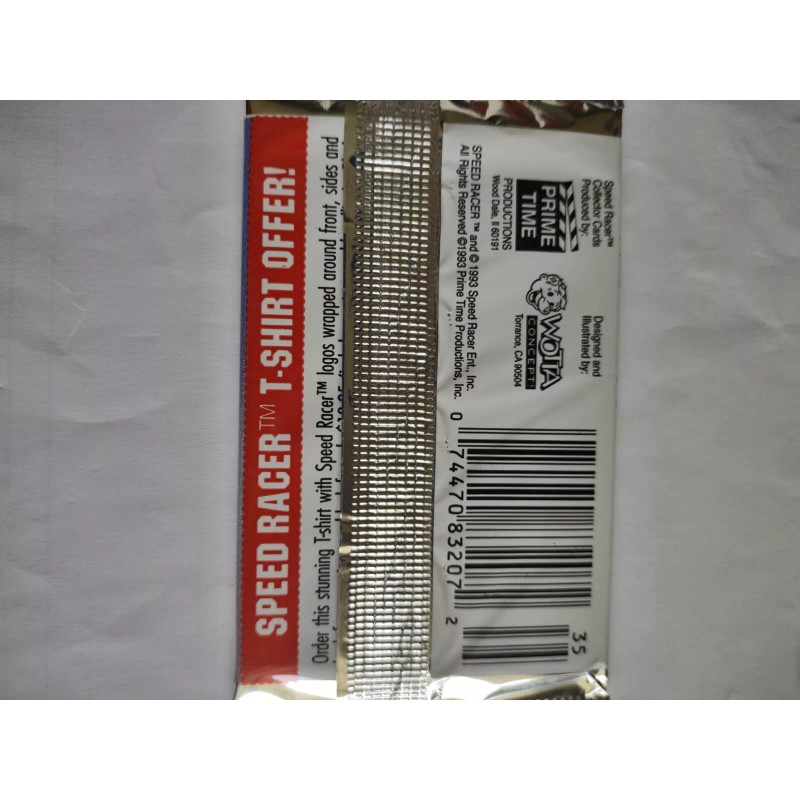 SPEED RACER™ T-SHIRT OFFER!
Order this stunning T-shirt with Speed Racer™ logos wrapped around front, sides and
Speed Racer™
Collector Cards
Produced by:
PRIME
TIME
PRODUCTIONS
Wood Dale, Il 60191
Designed and
Illustrated by:
WOTTA
CONCEPT
Torrance, CA 90504
SPEED RACER ™ and © 1993 Speed Racer Ent., Inc.
All Rights Reserved ©1993 Prime Time Productions, Inc.
0 74470 83207 2
35